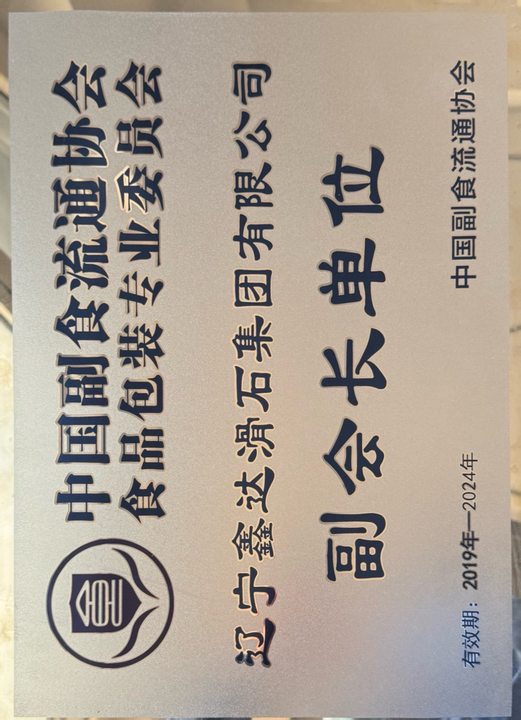 中国副食流通协会
食品包装专业委员会
辽宁鑫达滑石集团有限公司
副会长单位
有效期：2019年—2024年
中国副食流通协会